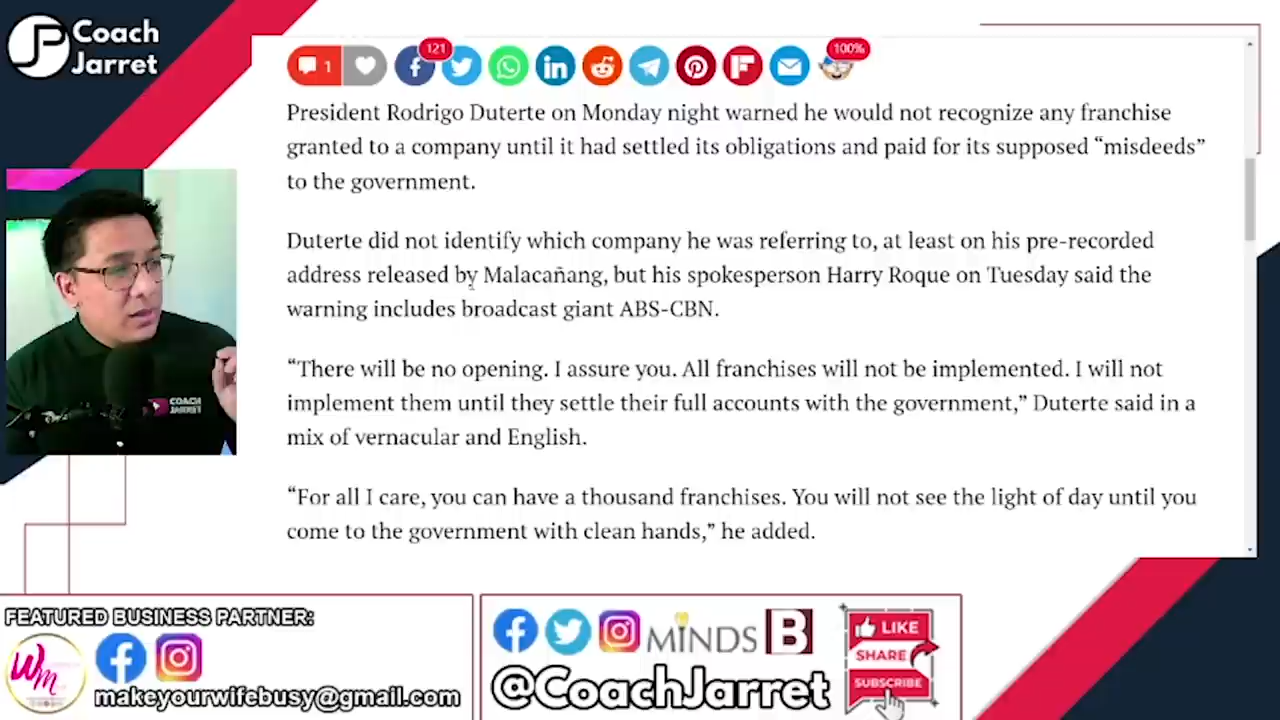 Coach
Jarret
1
121
100%
President Rodrigo Duterte on Monday night warned he would not recognize any franchise
granted to a company until it had settled its obligations and paid for its supposed “misdeeds”
to the government.
Duterte did not identify which company he was referring to, at least on his pre-recorded
address released by Malacañang, but his spokesperson Harry Roque on Tuesday said the
warning includes broadcast giant ABS-CBN.
“There will be no opening. I assure you. All franchises will not be implemented. I will not
implement them until they settle their full accounts with the government,” Duterte said in a
mix of vernacular and English.
“For all I care, you can have a thousand franchises. You will not see the light of day until you
come to the government with clean hands,” he added.
COACH
JARRET
FEATURED BUSINESS PARTNER:
WM
makeyourwifebusy@gmail.com
MINDS B
@CoachJarret
LIKE
SHARE
SUBSCRIBE